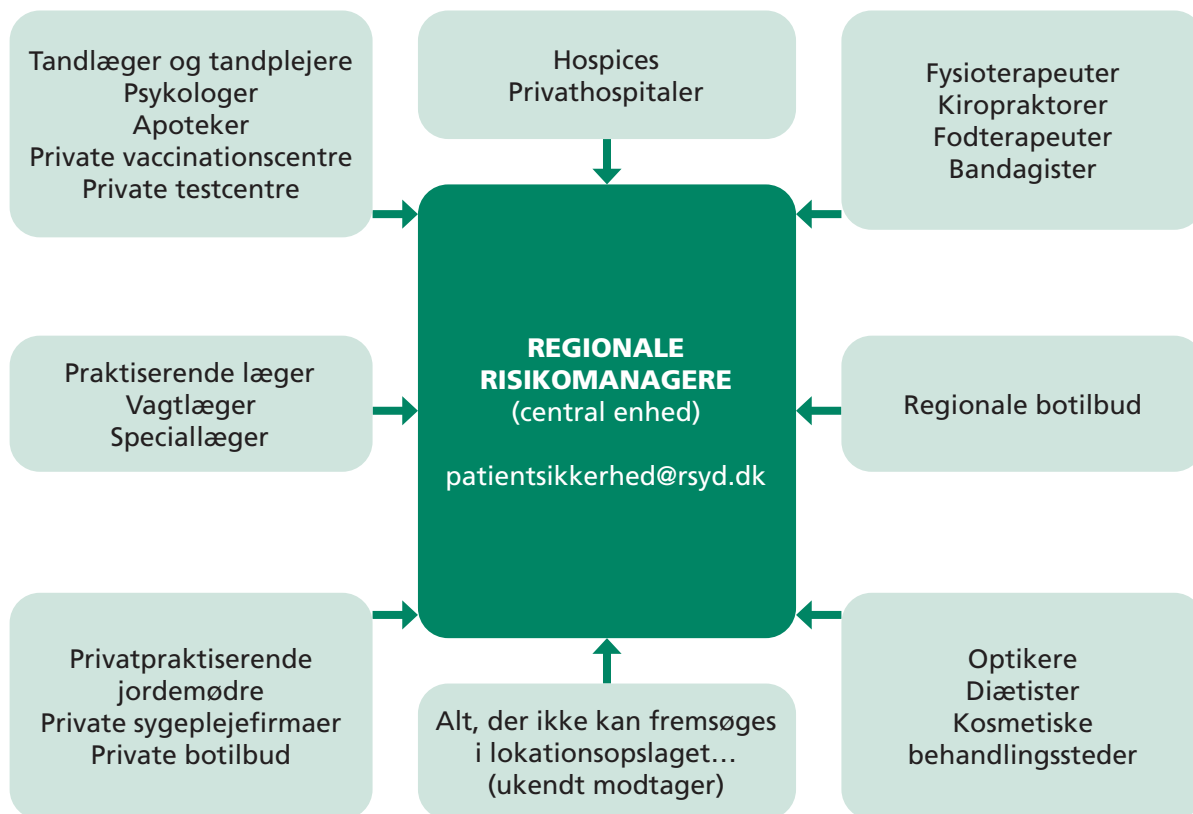 Tandlæger og tandplejere
Psykologer
Apoteker
Private vaccinationscentre
Private testcentre
Hospices
Privathospitaler
Fysioterapeuter
Kiropraktorer
Fodterapeuter
Bandagister
Praktiserende læger
Vagtlæger
Speciallæger
REGIONALE
RISIKOMANAGERE
(central enhed)
patientsikkerhed@rsyd.dk
Regionale botilbud
Privatpraktiserende
jordemødre
Private sygeplejefirmaer
Private botilbud
Alt, der ikke kan fremsøges
i lokationsopslaget…
(ukendt modtager)
Optikere
Diætister
Kosmetiske
behandlingssteder